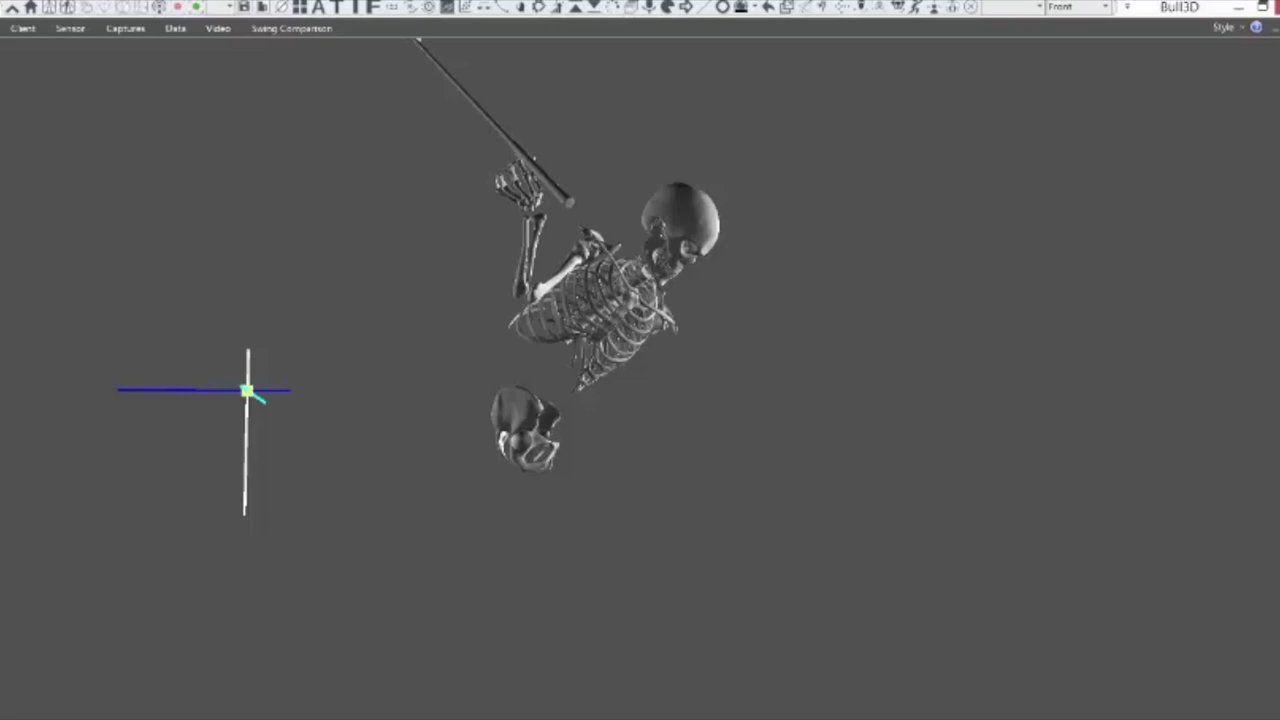 A T I F Front Bull3D
Client Sensor Captures Data Video Swing Comparison Style